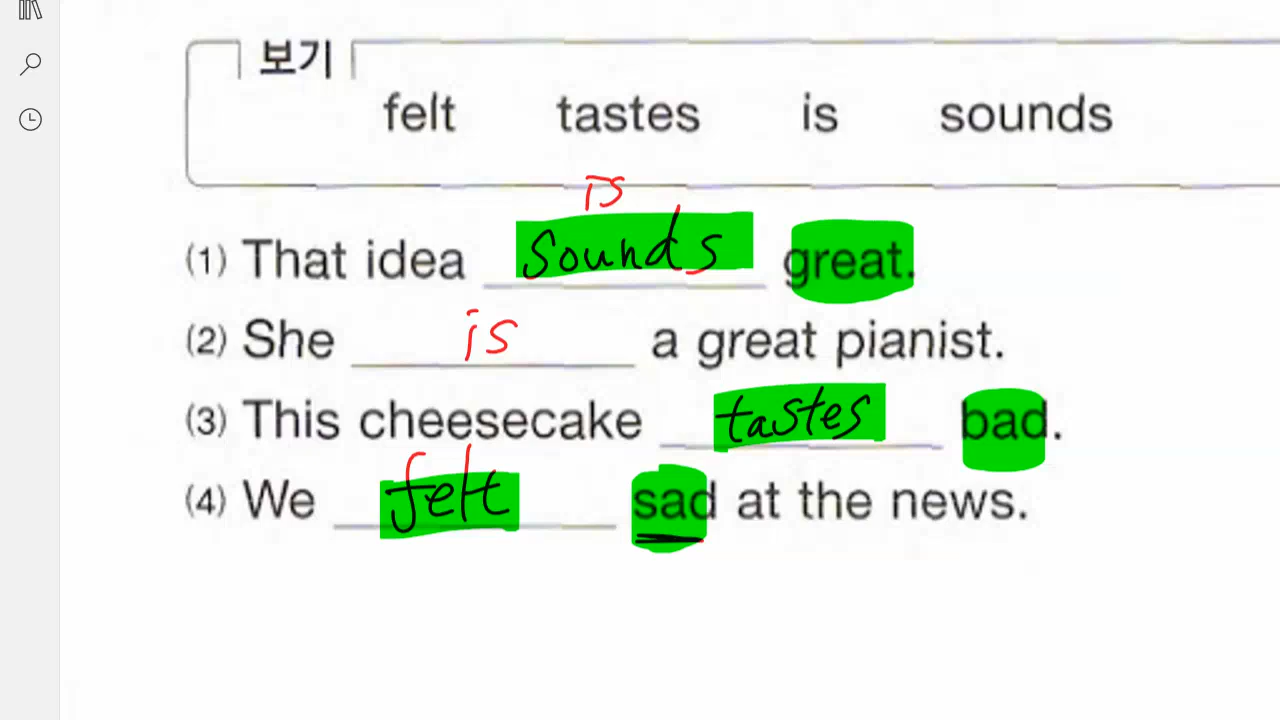 보기
felt tastes is sounds
is
(1) That idea sounds great.
(2) She is a great pianist.
(3) This cheesecake tastes bad.
(4) We felt sad at the news.